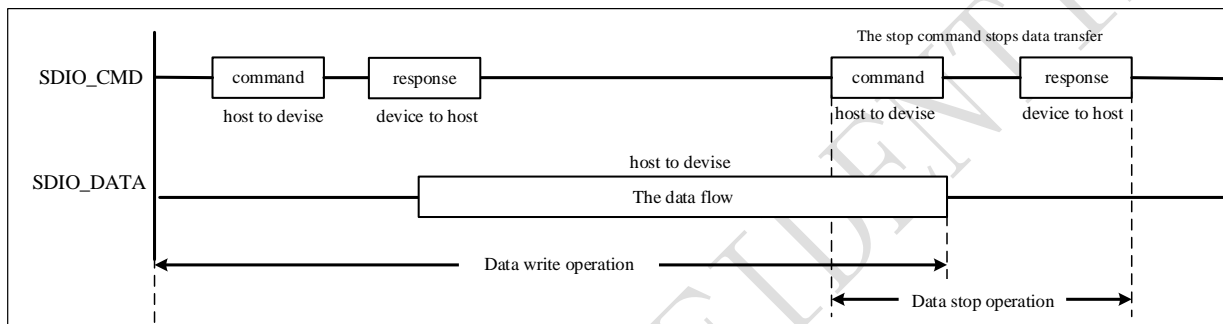 The stop command stops data transfer
SDIO_CMD
command
response
command
response
host to devise
device to host
host to devise
device to host
host to devise
SDIO_DATA
The data flow
Data write operation
Data stop operation